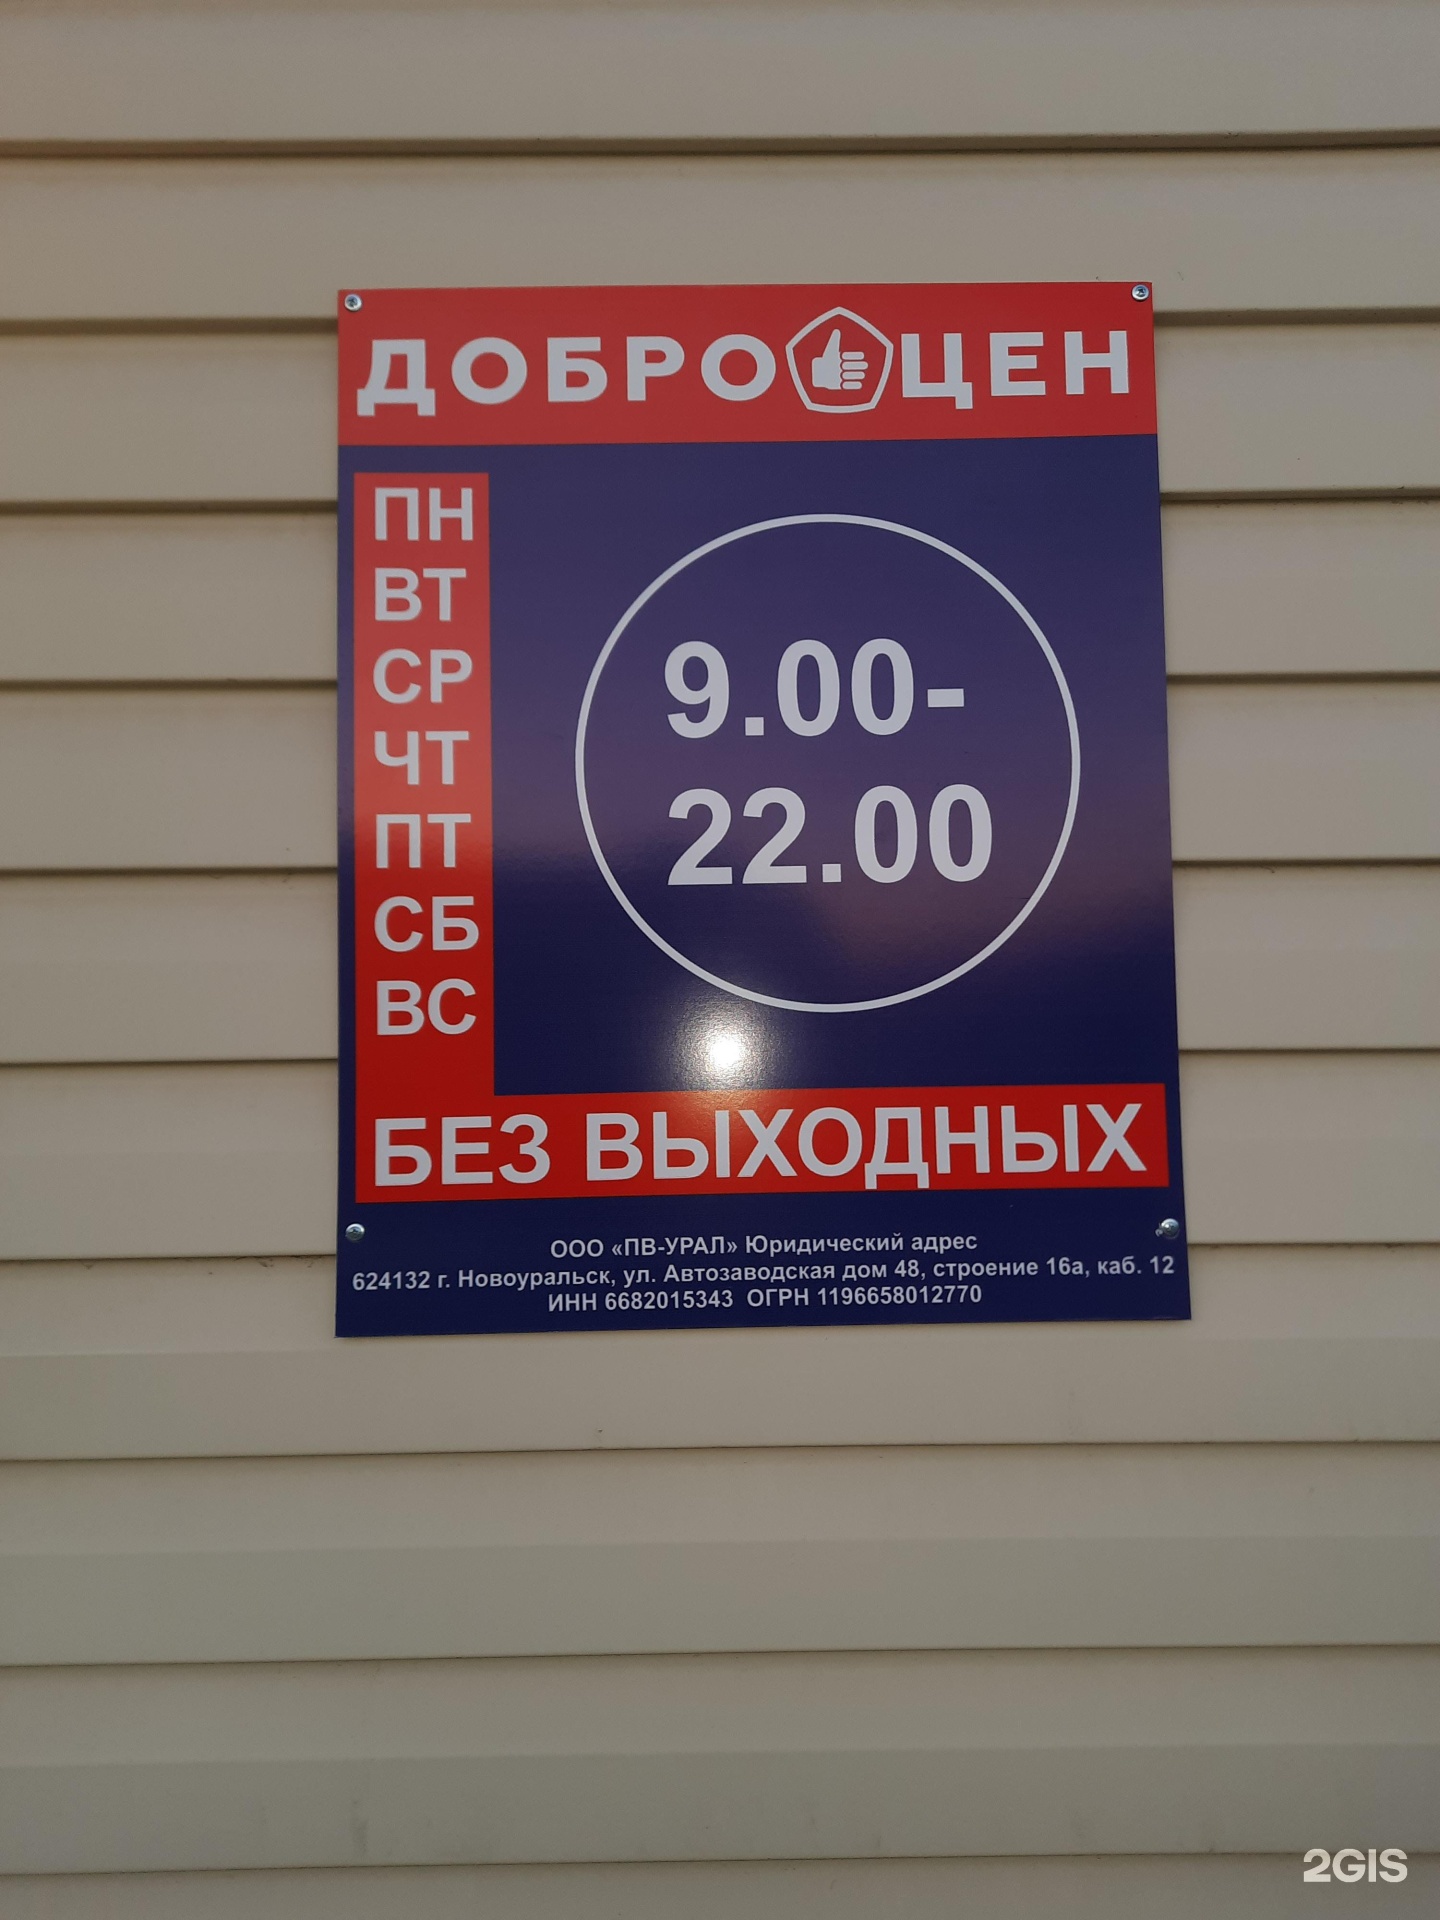 ДОБРОЦЕН
ПН
ВТ
СР
ЧТ
ПТ
СБ
ВС
9.00-
22.00
БЕЗ ВЫХОДНЫХ
ООО «ПВ-УРАЛ» Юридический адрес
624132 г. Новоуральск, ул. Автозаводская дом 48, строение 16а, каб. 12
ИНН 6682015343 ОГРН 1196658012770
2GIS